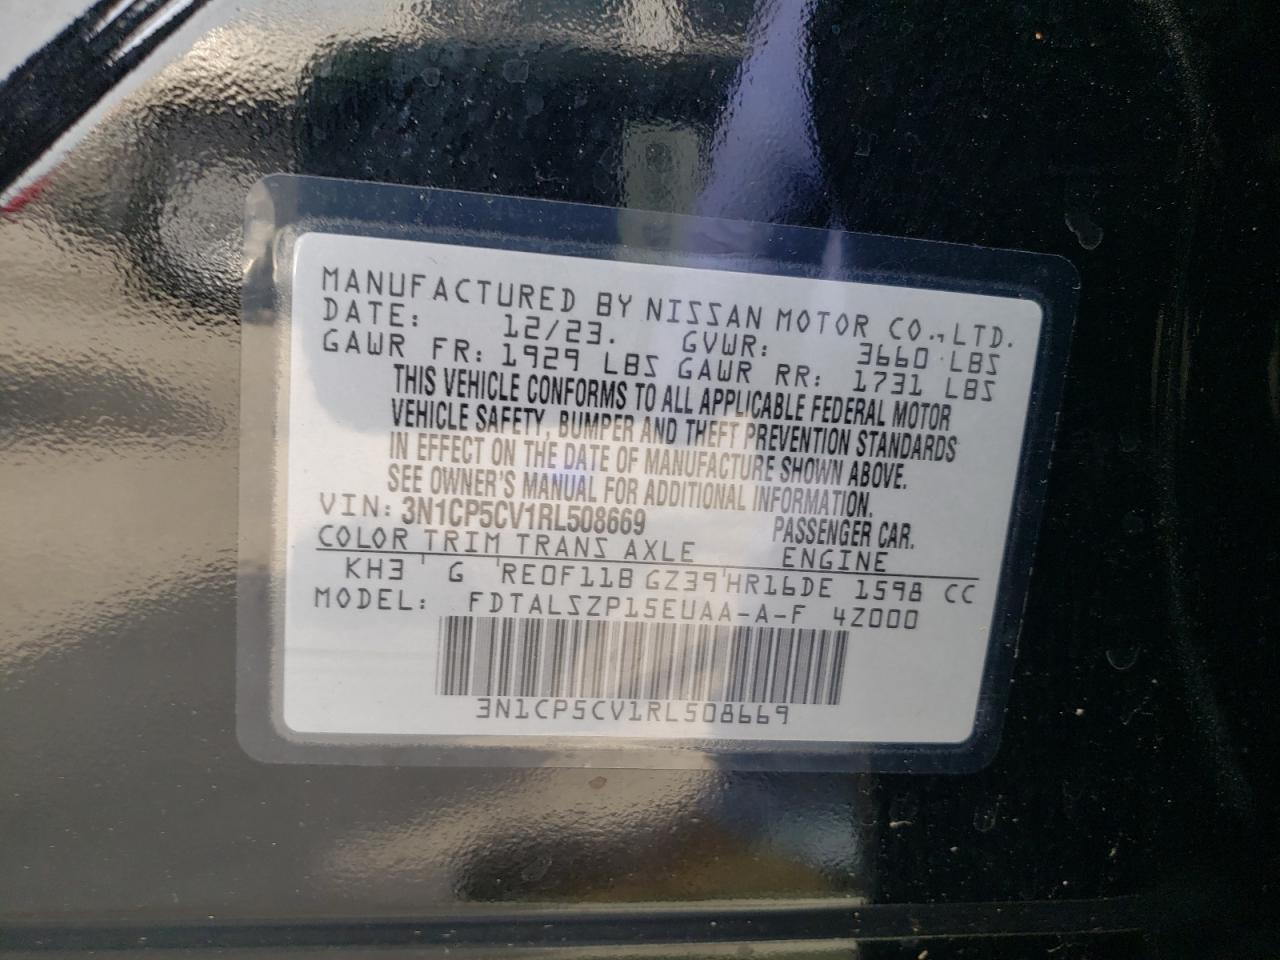 MANUFACTURED BY NISSAN MOTOR CO.,LTD.
DATE: 12/23. GVWR: 3660 LBS
GAWR FR: 1929 LBS GAWR RR: 1731 LBS
THIS VEHICLE CONFORMS TO ALL APPLICABLE FEDERAL MOTOR
VEHICLE SAFETY, BUMPER AND THEFT PREVENTION STANDARDS
IN EFFECT ON THE DATE OF MANUFACTURE SHOWN ABOVE.
SEE OWNER'S MANUAL FOR ADDITIONAL INFORMATION.
VIN: 3N1CP5CV1RL508669 PASSENGER CAR.
COLOR TRIM TRANS AXLE ENGINE
KH3 G RE0F11B GZ39 HR16DE 1598 CC
MODEL: FDTALSZP15EUAA-A-F 4Z000
3N1CP5CV1RL508669